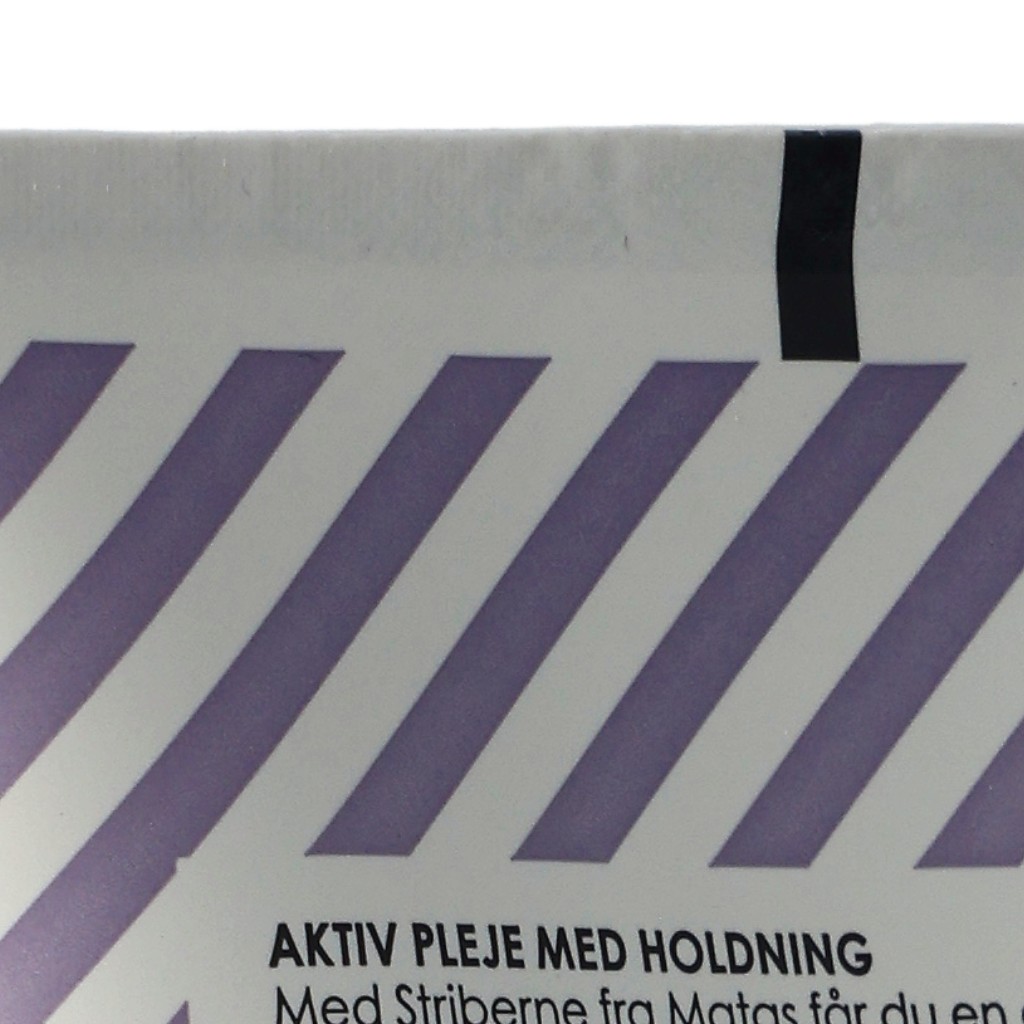 AKTIV PLEJE MED HOLDNING
Med Striberne fra Matas får du en